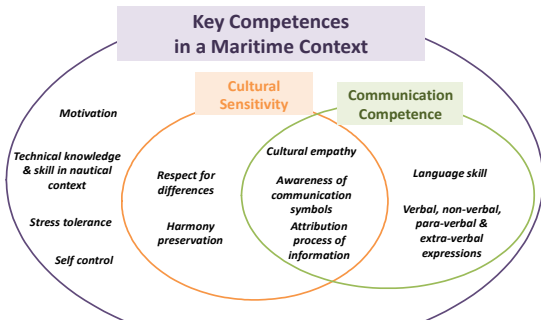 Key Competences
in a Maritime Context
Cultural
Sensitivity
Communication
Competence
Motivation
Technical knowledge
& skill in nautical
context
Stress tolerance
Self control
Respect for
differences
Harmony
preservation
Cultural empathy
Awareness of
communication
symbols
Attribution
process of
information
Language skill
Verbal, non-verbal,
para-verbal &
extra-verbal
expressions